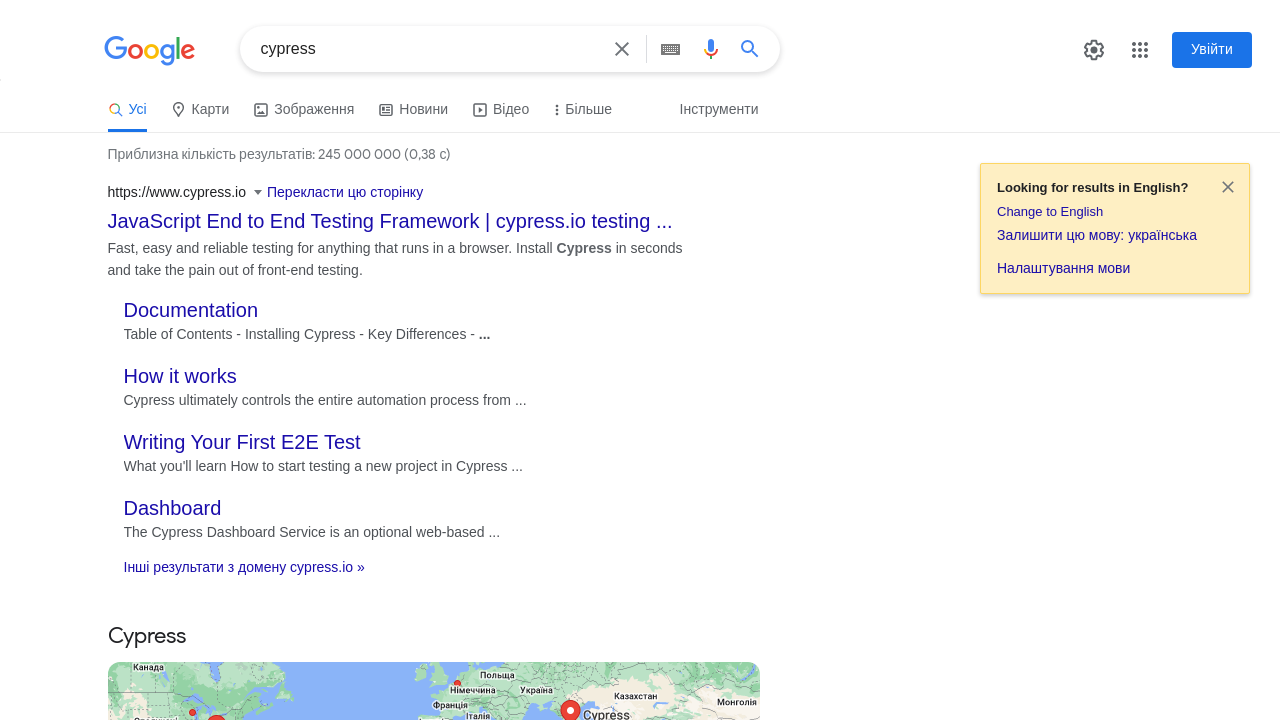 Google
cypress
Увійти
Усі
Карти
Зображення
Новини
Відео
Більше
Інструменти
Приблизна кількість результатів: 245 000 000 (0,38 с)
https://www.cypress.io
Перекласти цю сторінку
JavaScript End to End Testing Framework | cypress.io testing ...
Fast, easy and reliable testing for anything that runs in a browser. Install Cypress in seconds
and take the pain out of front-end testing.
Documentation
Table of Contents - Installing Cypress - Key Differences - ...
How it works
Cypress ultimately controls the entire automation process from ...
Writing Your First E2E Test
What you'll learn How to start testing a new project in Cypress ...
Dashboard
The Cypress Dashboard Service is an optional web-based ...
Інші результати з домену cypress.io »
Looking for results in English?
Change to English
Залишити цю мову: українська
Налаштування мови
Cypress
Канада
Польща
Німеччина
Україна
Казахстан
Франція
Монголія
Італія
Cypress